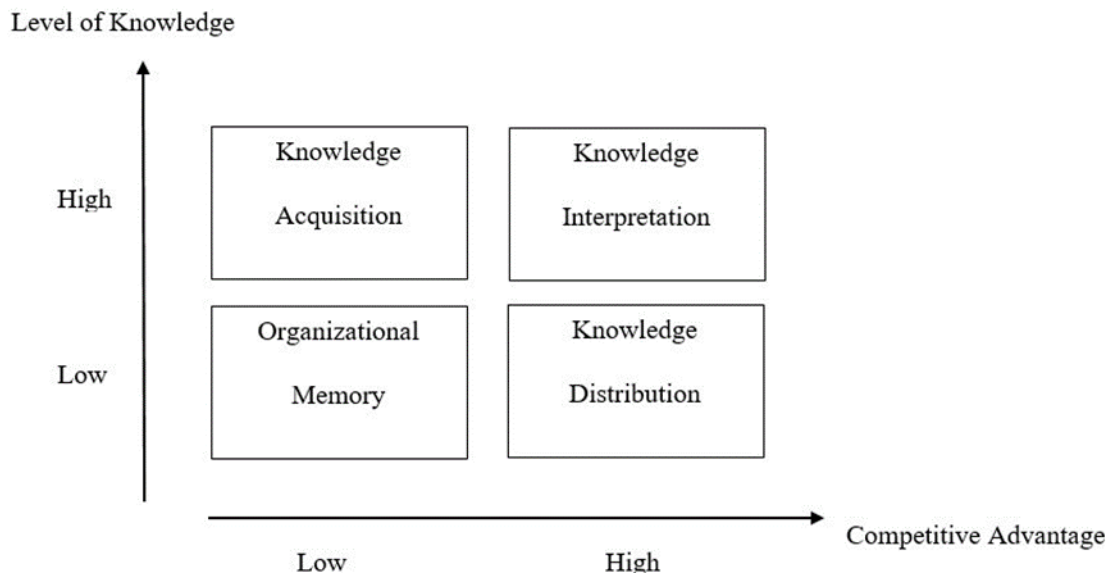 Level of Knowledge
High
Knowledge
Acquisition
Knowledge
Interpretation
Low
Organizational
Memory
Knowledge
Distribution
Low
High
Competitive Advantage